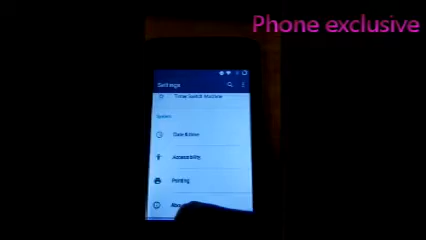 Phone exclusive
Settings
System
Date & time
Accessibility
Printing